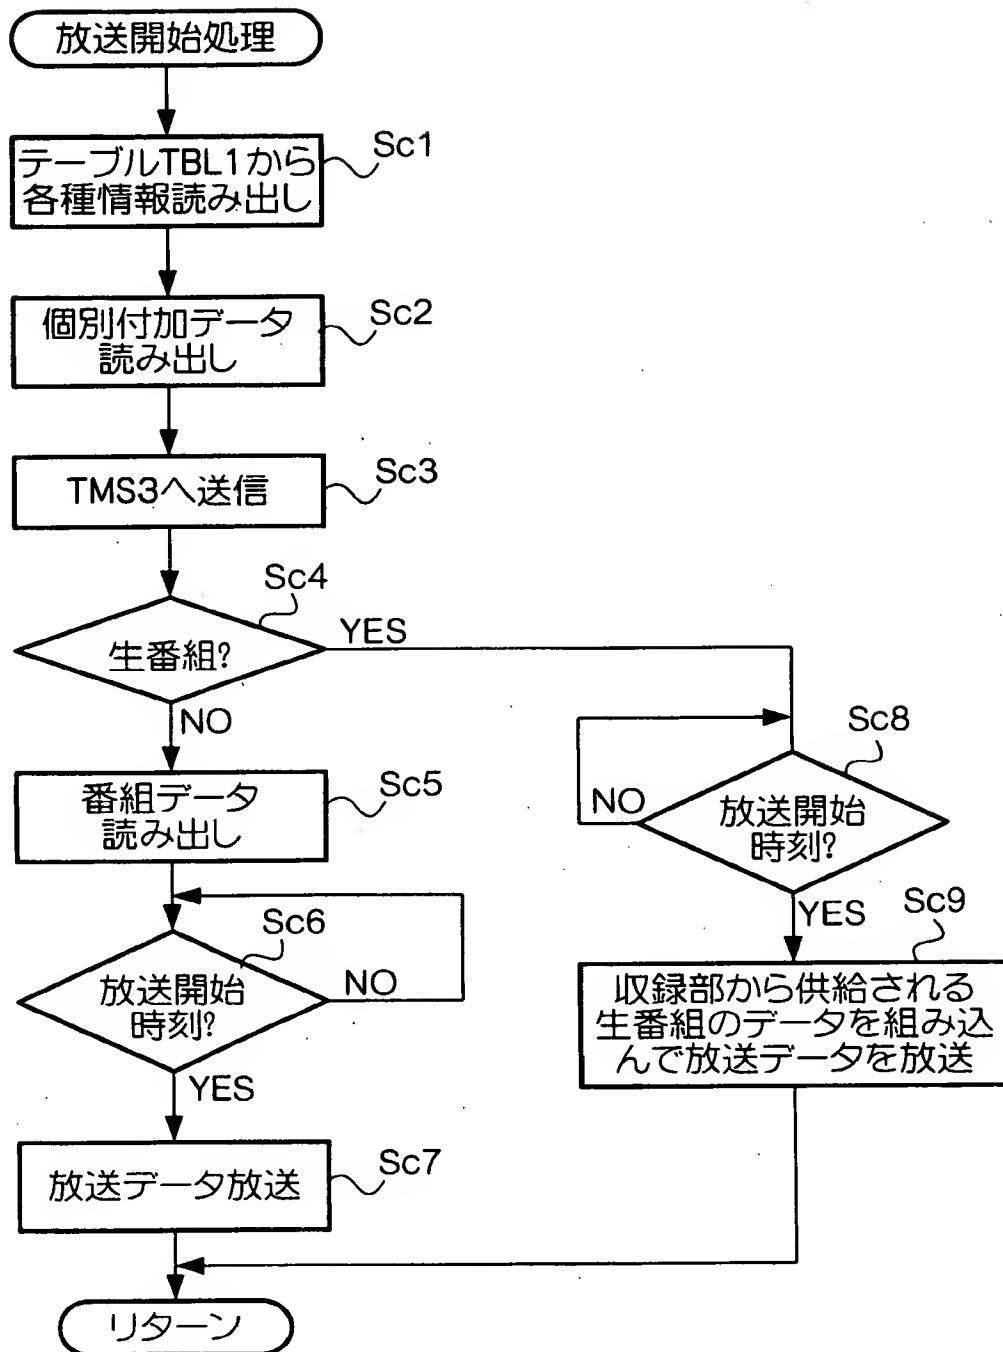 放送開始処理
Sc1
テーブルTBL1から
各種情報読み出し
Sc2
個別付加データ
読み出し
Sc3
TMS3へ送信
Sc4
生番組?
YES
NO
Sc5
番組データ
読み出し
Sc6
放送開始
時刻?
NO
YES
Sc7
放送データ放送
Sc8
放送開始
時刻?
NO
YES
Sc9
収録部から供給される
生番組のデータを組み込
んで放送データを放送
リターン